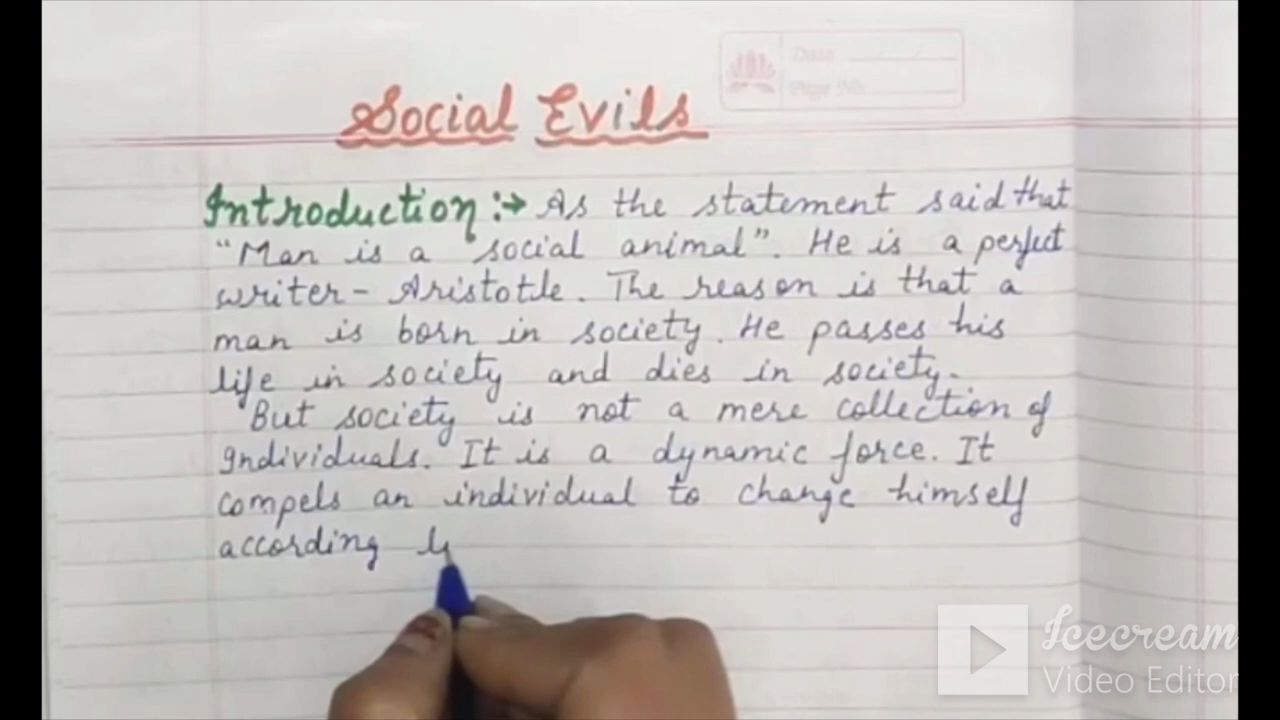 Date
Page No.
Social Evils
Introduction :→ As the statement said that
"Man is a social animal". He is a perfect
writer - Aristotle. The reason is that a
man is born in society. He passes his
life in society and dies in society.
But society is not a mere collection of
Individuals. It is a dynamic force. It
compels an individual to change himself
according
Icecream
Video Editor